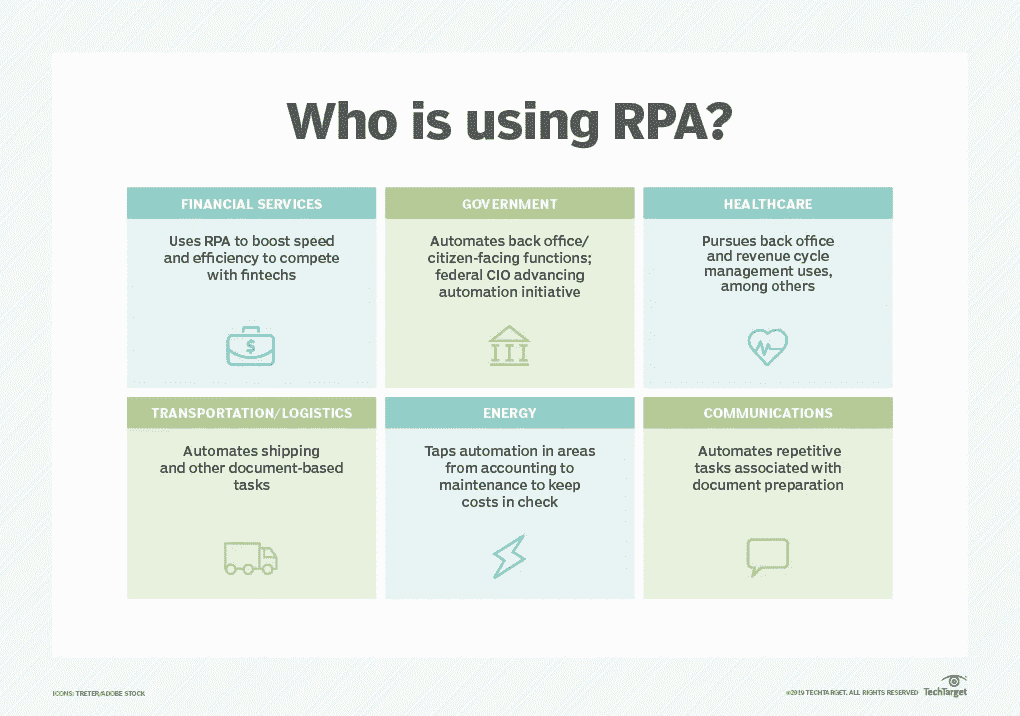 Who is using RPA?
FINANCIAL SERVICES
Uses RPA to boost speed
and efficiency to compete
with fintechs
$
GOVERNMENT
Automates back office/
citizen-facing functions;
federal CIO advancing
automation initiative
HEALTHCARE
Pursues back office
and revenue cycle
management uses,
among others
TRANSPORTATION/LOGISTICS
Automates shipping
and other document-based
tasks
ENERGY
Taps automation in areas
from accounting to
maintenance to keep
costs in check
COMMUNICATIONS
Automates repetitive
tasks associated with
document preparation
ICONS: TRETER/ADOBE STOCK
©2019 TECHTARGET. ALL RIGHTS RESERVED
TechTarget